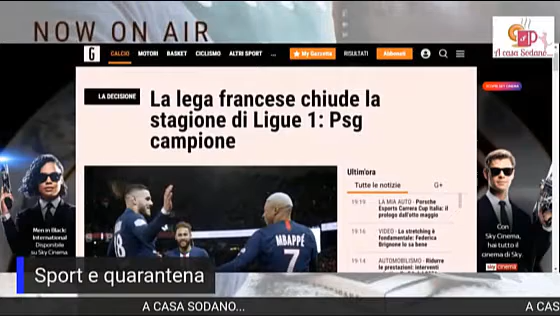 NOW ON AIR
A casa Sodano...
G CALCIO MOTORI BASKET CICLISMO ALTRI SPORT ... My Gazzetta RISULTATI Abbonati
LA DECISIONE
La lega francese chiude la
stagione di Ligue 1: Psg
campione
Ultim'ora
Tutte le notizie G+
19:19 LA MIA AUTO - Porsche
Esports Carrera Cup Italia: il
prologo dall'otto maggio
19:16 VIDEO - Lo stretching è
fondamentale: Federica
Brignone lo sa bene
19:14 AUTOMOBILISMO - Ridurre
le prestazioni: interventi
MBAPPÉ
7
Men in Black:
International
Disponibile
su Sky Cinema
Con
Sky Cinema,
hai tutto il
cinema di Sky.
sky cinema
Sport e quarantena
A CASA SODANO...
A CAS